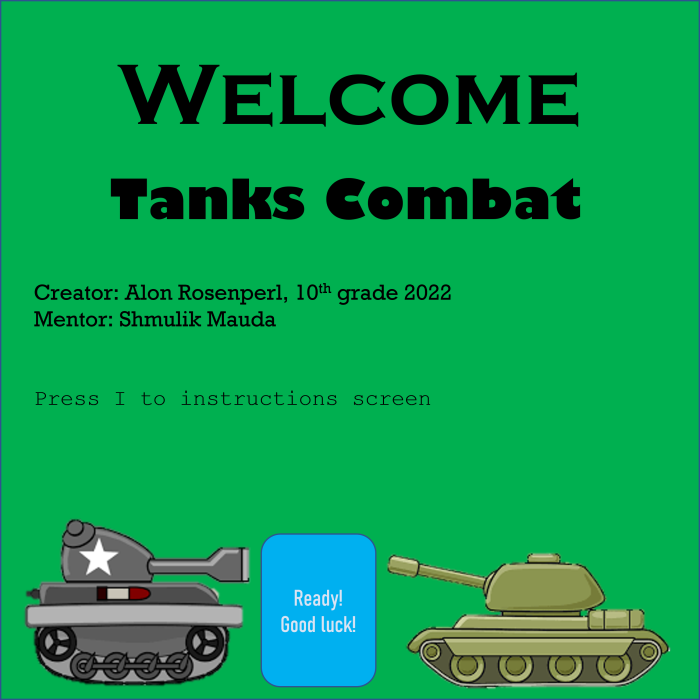 Welcome
Tanks Combat
Creator: Alon Rosenperl, 10th grade 2022
Mentor: Shmulik Mauda
Press I to instructions screen
Ready!
Good luck!